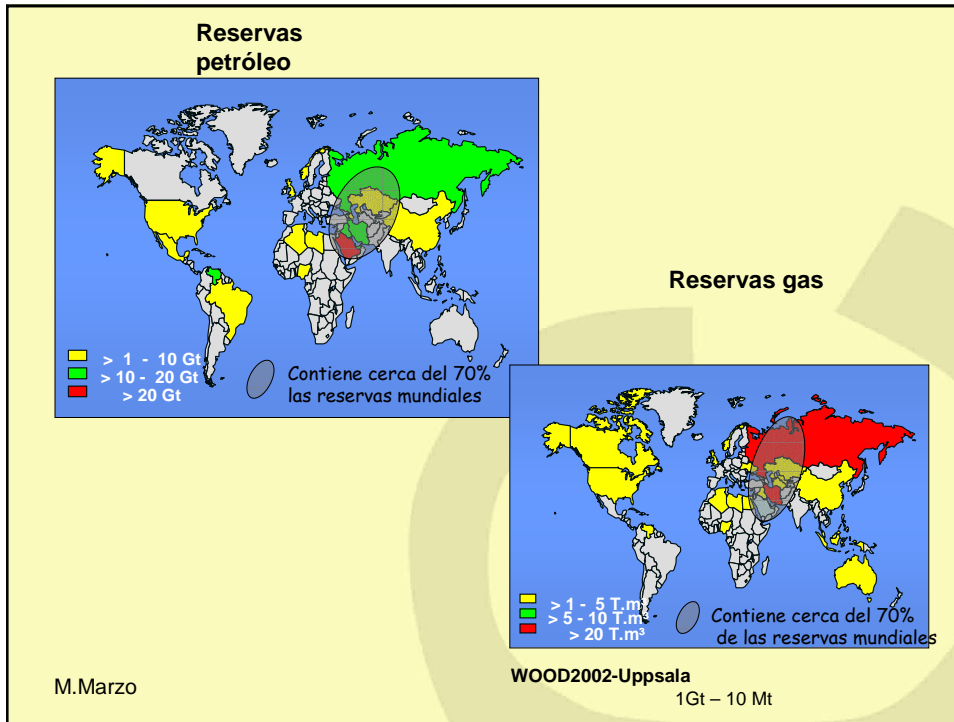 Reservas
petróleo
> 1 - 10 Gt
> 10 - 20 Gt
> 20 Gt
Contiene cerca del 70%
las reservas mundiales
Reservas gas
> 1 - 5 T.m³
> 5 - 10 T.m³
> 20 T.m³
Contiene cerca del 70%
de las reservas mundiales
WOOD2002-Uppsala
1Gt – 10 Mt
M.Marzo